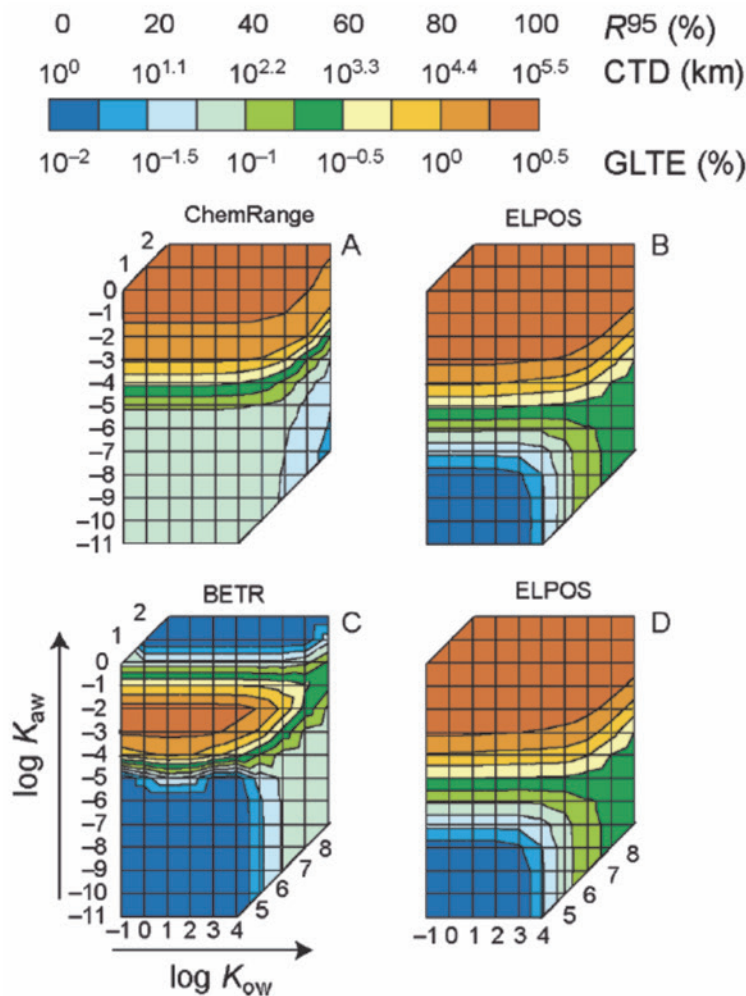 0 20 40 60 80 100 R95 (%)
10^0 10^1.1 10^2.2 10^3.3 10^4.4 10^5.5 CTD (km)
10^−2 10^−1.5 10^−1 10^−0.5 10^0 10^0.5 GLTE (%)
ChemRange ELPOS
A B
2
1
0
−1
−2
−3
−4
−5
−6
−7
−8
−9
−10
−11
BETR ELPOS
C D
2
1
0
−1
−2
−3
−4
−5
−6
−7
−8
−9
−10
−11
log Kaw
−1 0 1 2 3 4 5 6 7 8
−1 0 1 2 3 4 5 6 7 8
log Kow